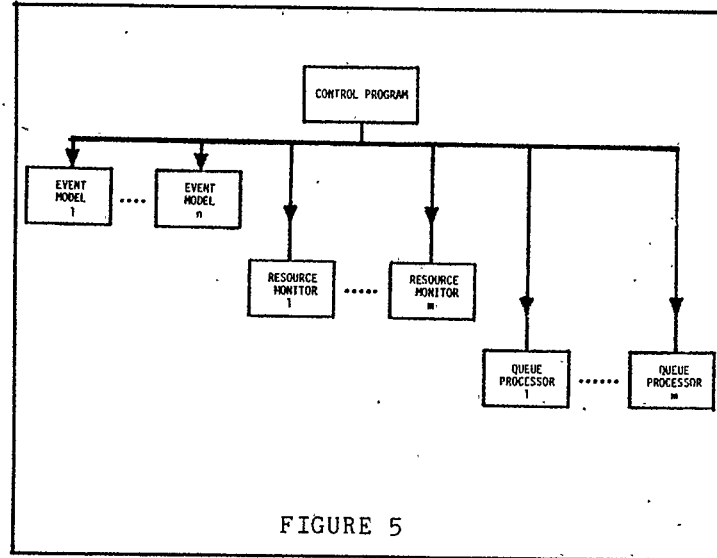 CONTROL PROGRAM
EVENT
MODEL
1
....
EVENT
MODEL
n
RESOURCE
MONITOR
1
.....
RESOURCE
MONITOR
m
QUEUE
PROCESSOR
1
......
QUEUE
PROCESSOR
m
FIGURE 5